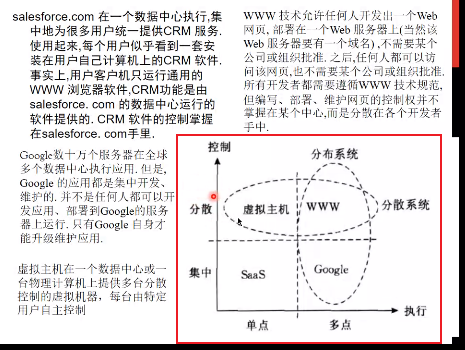 salesforce.com 在一个数据中心执行,集
中地为很多用户统一提供CRM 服务.
使用起来,每个用户似乎看到一套安
装在用户自己计算机上的CRM 软件.
事实上,用户客户机只运行通用的
WWW 浏览器软件,CRM功能是由
salesforce. com 的数据中心运行的
软件提供的. CRM 软件的控制掌握
在salesforce. com手里.
WWW 技术允许任何人开发出一个Web
网页, 部署在一个Web 服务器上(当然该
Web 服务器要有一个域名) ,不需要某个
公司或组织批准. 之后,任何人都可以访
问该网页,也不需要某个公司或组织批准.
所有开发者都需要遵循WWW 技术规范,
但编写、部署、维护网页的控制权并不
掌握在某个中心,而是分散在各个开发者
手中.
Google数十万个服务器在全球
多个数据中心执行应用. 但是,
Google 的应用都是集中开发、
维护的. 并不是任何人都可以开
发应用、部署到Google的服务
器上运行. 只有Google 自身才
能升级维护应用.
虚拟主机在一个数据中心或一
台物理计算机上提供多台分散
控制的虚拟机器，每台由特定
用户自主控制
控制
分布系统
分散
虚拟主机
WWW
分散系统
集中
SaaS
Google
执行
单点
多点